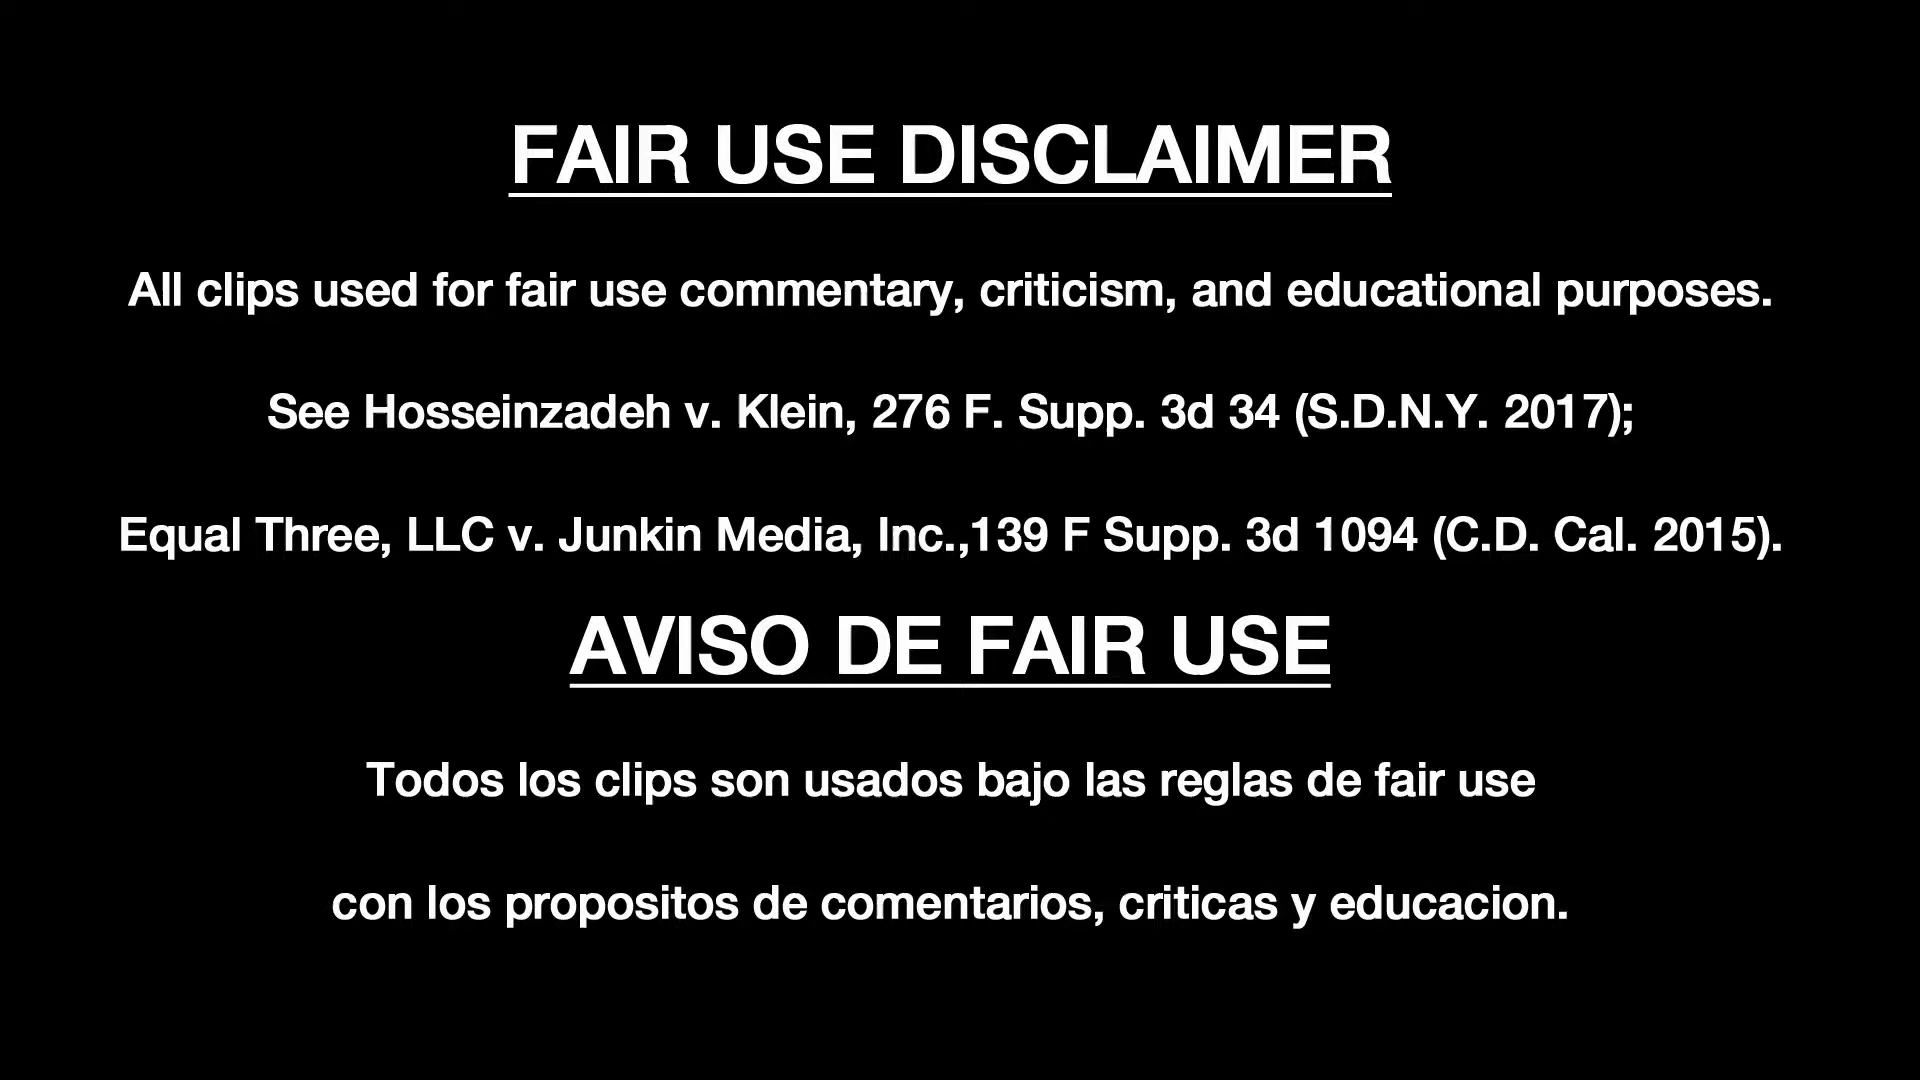 FAIR USE DISCLAIMER
All clips used for fair use commentary, criticism, and educational purposes.
See Hosseinzadeh v. Klein, 276 F. Supp. 3d 34 (S.D.N.Y. 2017);
Equal Three, LLC v. Junkin Media, Inc.,139 F Supp. 3d 1094 (C.D. Cal. 2015).
AVISO DE FAIR USE
Todos los clips son usados bajo las reglas de fair use
con los propositos de comentarios, criticas y educacion.